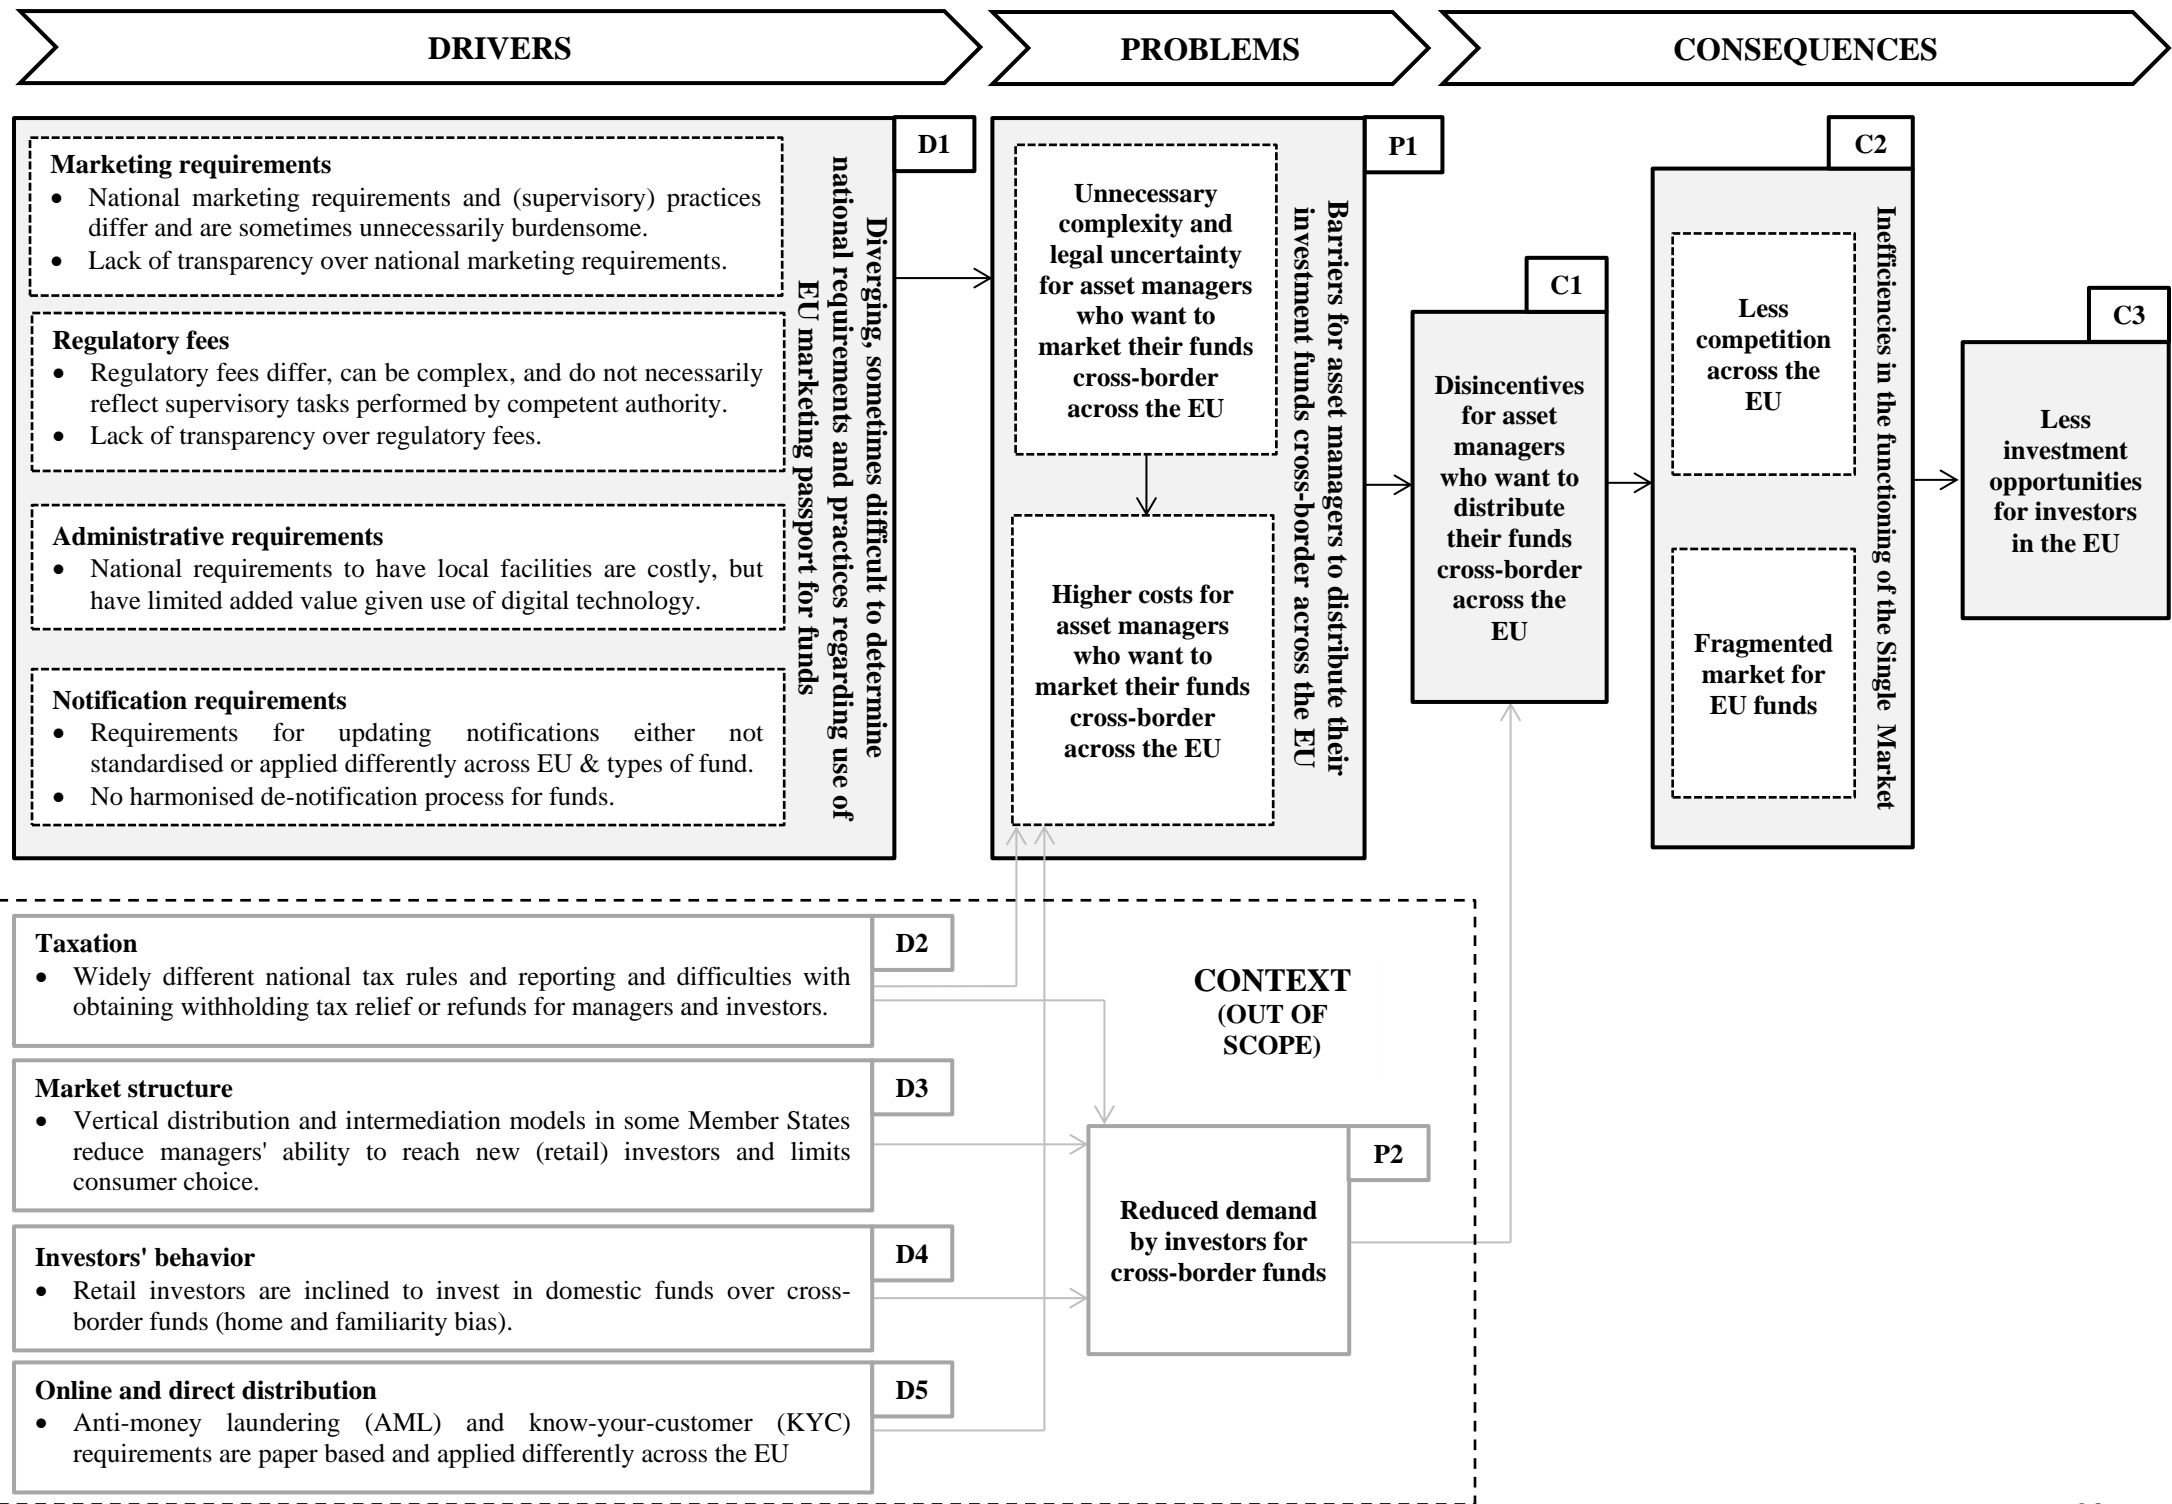 DRIVERS
PROBLEMS
CONSEQUENCES
D1
Marketing requirements
• National marketing requirements and (supervisory) practices
differ and are sometimes unnecessarily burdensome.
• Lack of transparency over national marketing requirements.
Regulatory fees
• Regulatory fees differ, can be complex, and do not necessarily
reflect supervisory tasks performed by competent authority.
• Lack of transparency over regulatory fees.
Administrative requirements
• National requirements to have local facilities are costly, but
have limited added value given use of digital technology.
Notification requirements
• Requirements for updating notifications either not
standardised or applied differently across EU & types of fund.
• No harmonised de-notification process for funds.
Diverging, sometimes difficult to determine
national requirements and practices regarding use of
EU marketing passport for funds
P1
Unnecessary
complexity and
legal uncertainty
for asset managers
who want to
market their funds
cross-border
across the EU
Higher costs for
asset managers
who want to
market their funds
cross-border
across the EU
Barriers for asset managers to distribute their
investment funds cross-border across the EU
C1
Disincentives
for asset
managers
who want to
distribute
their funds
cross-border
across the
EU
C2
Less
competition
across the
EU
Fragmented
market for
EU funds
Inefficiencies in the functioning of the Single Market
C3
Less
investment
opportunities
for investors
in the EU
D2
Taxation
• Widely different national tax rules and reporting and difficulties with
obtaining withholding tax relief or refunds for managers and investors.
D3
Market structure
• Vertical distribution and intermediation models in some Member States
reduce managers' ability to reach new (retail) investors and limits
consumer choice.
D4
Investors' behavior
• Retail investors are inclined to invest in domestic funds over cross-
border funds (home and familiarity bias).
D5
Online and direct distribution
• Anti-money laundering (AML) and know-your-customer (KYC)
requirements are paper based and applied differently across the EU
CONTEXT
(OUT OF
SCOPE)
P2
Reduced demand
by investors for
cross-border funds